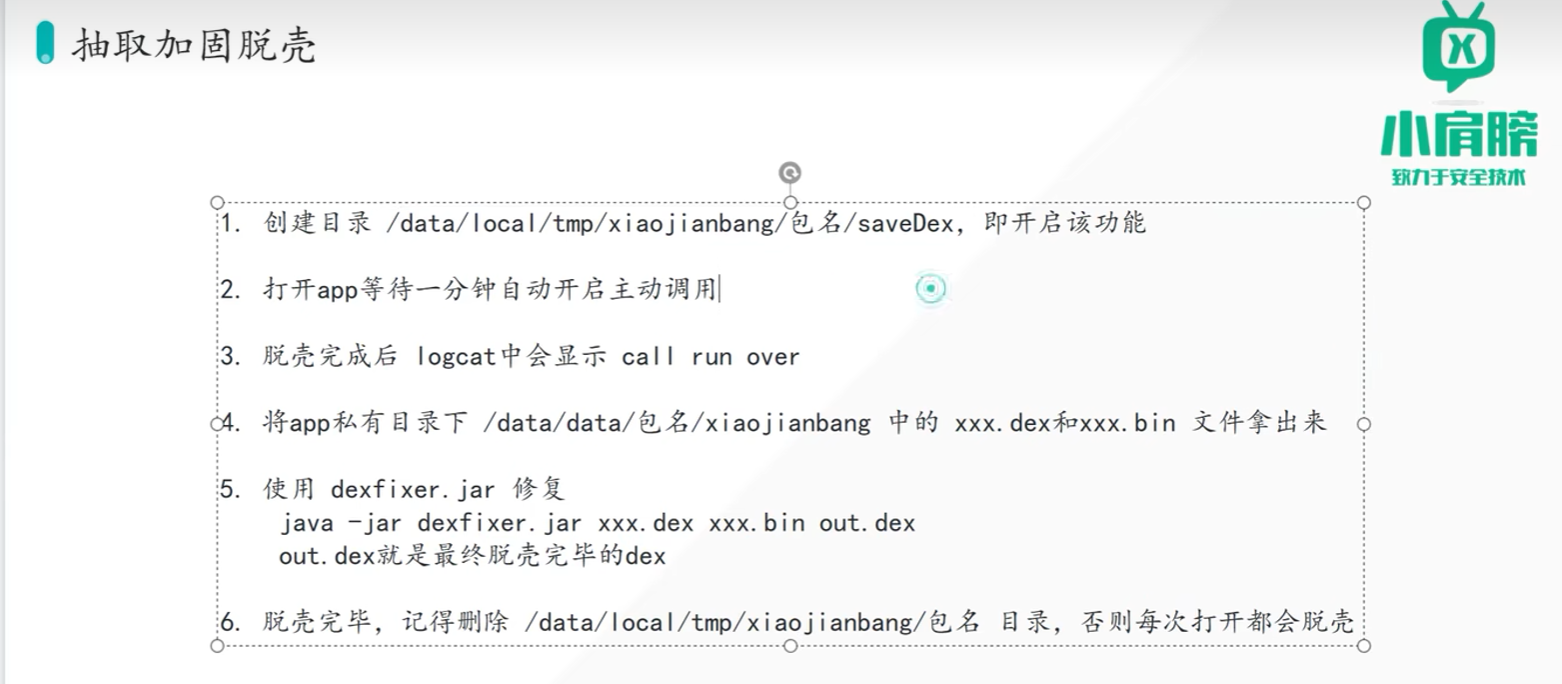 抽取加固脱壳
小肩膀
致力于安全技术
1. 创建目录 /data/local/tmp/xiaojianbang/包名/saveDex, 即开启该功能
2. 打开app等待一分钟自动开启主动调用
3. 脱壳完成后 logcat中会显示 call run over
4. 将app私有目录下 /data/data/包名/xiaojianbang 中的 xxx.dex和xxx.bin 文件拿出来
5. 使用 dexfixer.jar 修复
java -jar dexfixer.jar xxx.dex xxx.bin out.dex
out.dex就是最终脱壳完毕的dex
6. 脱壳完毕, 记得删除 /data/local/tmp/xiaojianbang/包名 目录, 否则每次打开都会脱壳